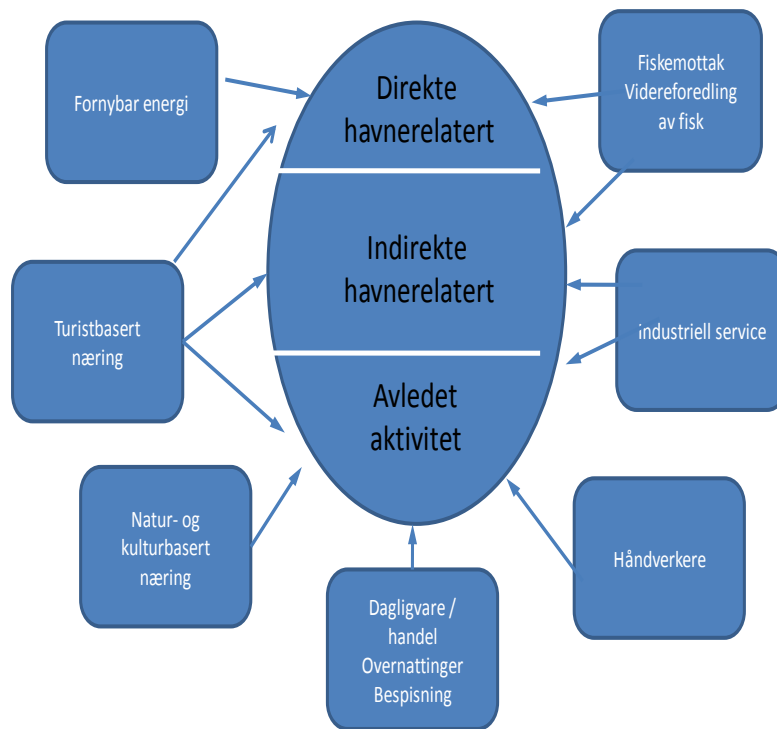 Fornybar energi
Direkte
havnerelatert
Fiskemottak
Videreforedling
av fisk
Turistbasert
næring
Indirekte
havnerelatert
industriell service
Avledet
aktivitet
Natur- og
kulturbasert
næring
Dagligvare /
handel
Overnattinger
Bespisning
Håndverkere